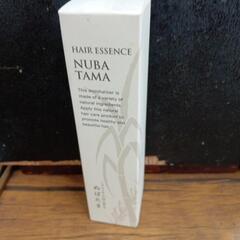 HAIR ESSENCE
NUBA
TAMA
This moisturizer is
made of a variety of
natural ingredients.
Apply this natural
hair care product to
promote healthy and
beautiful hair.